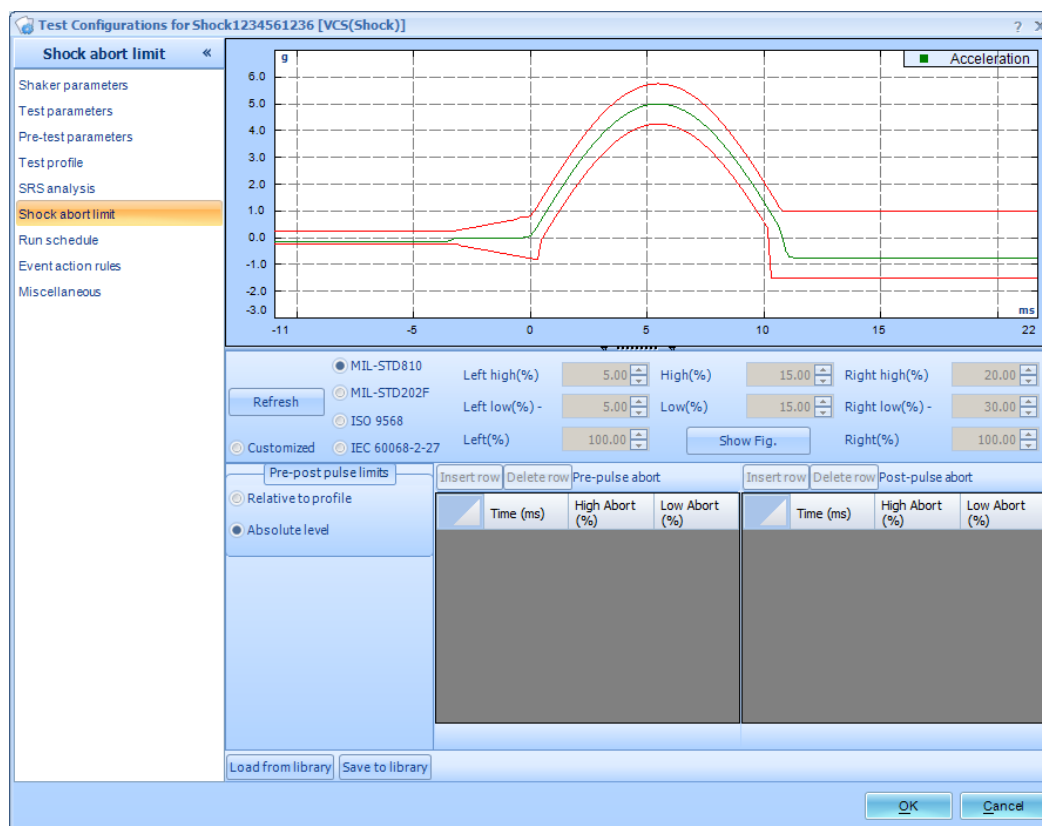 Test Configurations for Shock1234561236 [VCS(Shock)]
? X
Shock abort limit «
Shaker parameters
Test parameters
Pre-test parameters
Test profile
SRS analysis
Shock abort limit
Run schedule
Event action rules
Miscellaneous
g
Acceleration
6.0
5.0
4.0
3.0
2.0
1.0
0.0
-1.0
-2.0
-3.0
ms
-11 -5 0 5 10 15 22
Refresh
Customized
MIL-STD810
MIL-STD202F
ISO 9568
IEC 60068-2-27
Left high(%) 5.00 High(%) 15.00 Right high(%) 20.00
Left low(%) - 5.00 Low(%) 15.00 Right low(%) - 30.00
Left(%) 100.00 Show Fig. Right(%) 100.00
Pre-post pulse limits
Relative to profile
Absolute level
Insert row Delete row Pre-pulse abort
Time (ms) High Abort (%) Low Abort (%)
Insert row Delete row Post-pulse abort
Time (ms) High Abort (%) Low Abort (%)
Load from library Save to library
OK Cancel